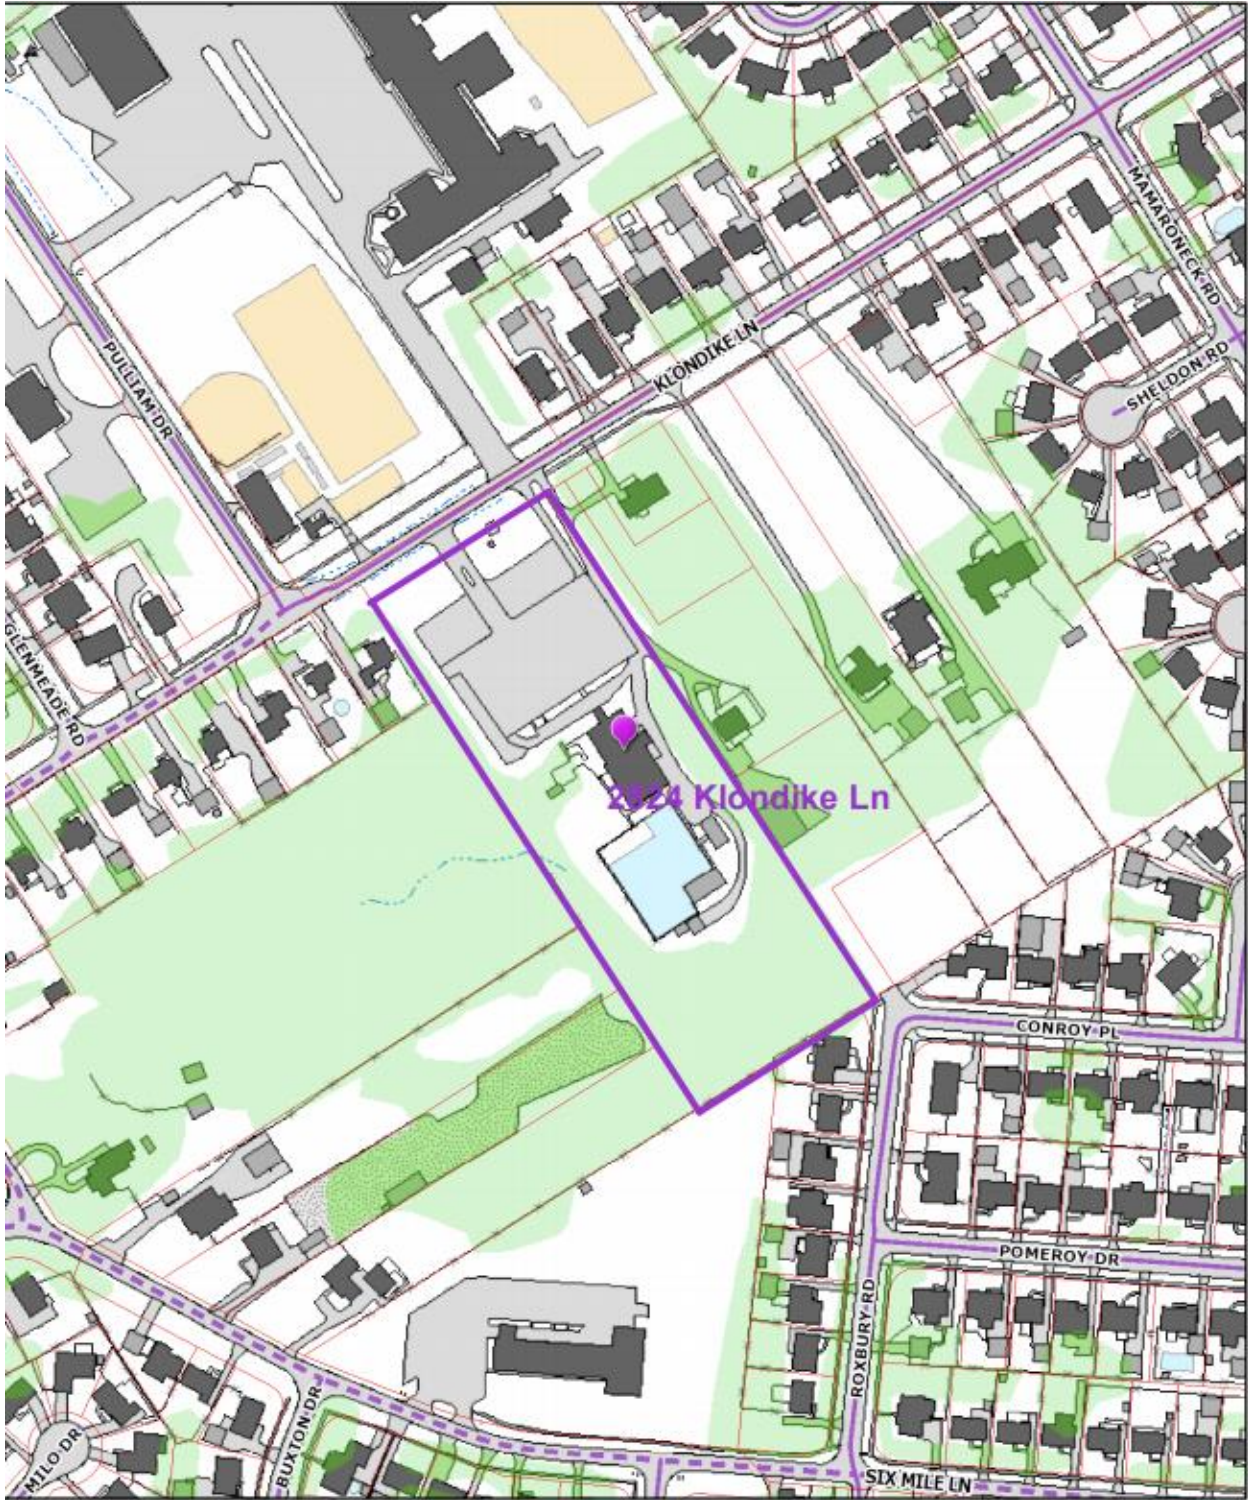 MAMARONECK RD
KLONDIKE LN
PULLIAM DR
SHELDON RD
GLENMEADE RD
2824 Klondike Ln
CONROY PL
POMEROY DR
ROXBURY RD
BUXTON DR
MILO DR
SIX MILE LN